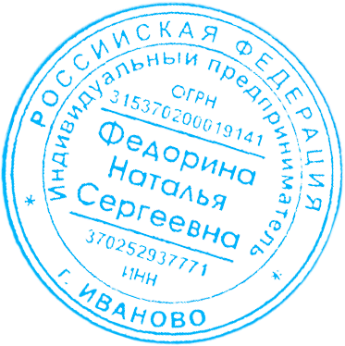 РОССИЙСКАЯ ФЕДЕРАЦИЯ
Индивидуальный предприниматель
ОГРН
315370200019141
Федорина
Наталья
Сергеевна
370252937771
ИНН
* г. ИВАНОВО *